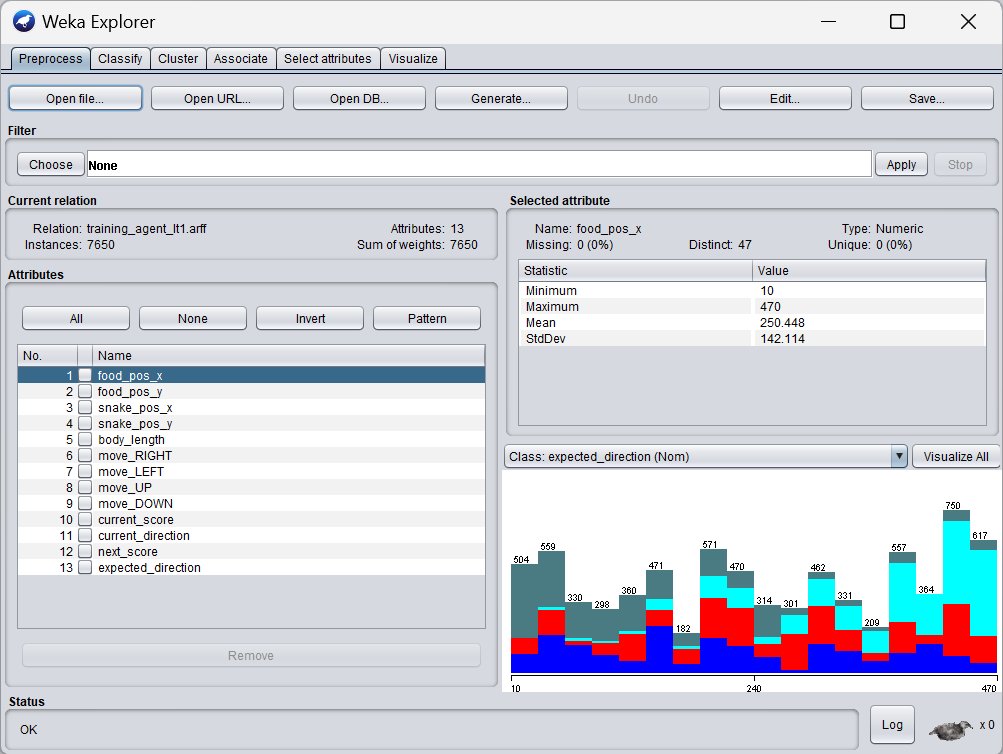 Weka Explorer
Preprocess Classify Cluster Associate Select attributes Visualize
Open file... Open URL... Open DB... Generate... Undo Edit... Save...
Filter
Choose None Apply Stop
Current relation
Relation: training_agent_lt1.arff Attributes: 13
Instances: 7650 Sum of weights: 7650
Attributes
All None Invert Pattern
No. Name
1 food_pos_x
2 food_pos_y
3 snake_pos_x
4 snake_pos_y
5 body_length
6 move_RIGHT
7 move_LEFT
8 move_UP
9 move_DOWN
10 current_score
11 current_direction
12 next_score
13 expected_direction
Remove
Selected attribute
Name: food_pos_x Type: Numeric
Missing: 0 (0%) Distinct: 47 Unique: 0 (0%)
Statistic Value
Minimum 10
Maximum 470
Mean 250.448
StdDev 142.114
Class: expected_direction (Nom) Visualize All
504 559 330 298 360 471 182 571 470 314 301 462 331 209 557 364 750 617
10 240 470
Status
OK Log x 0